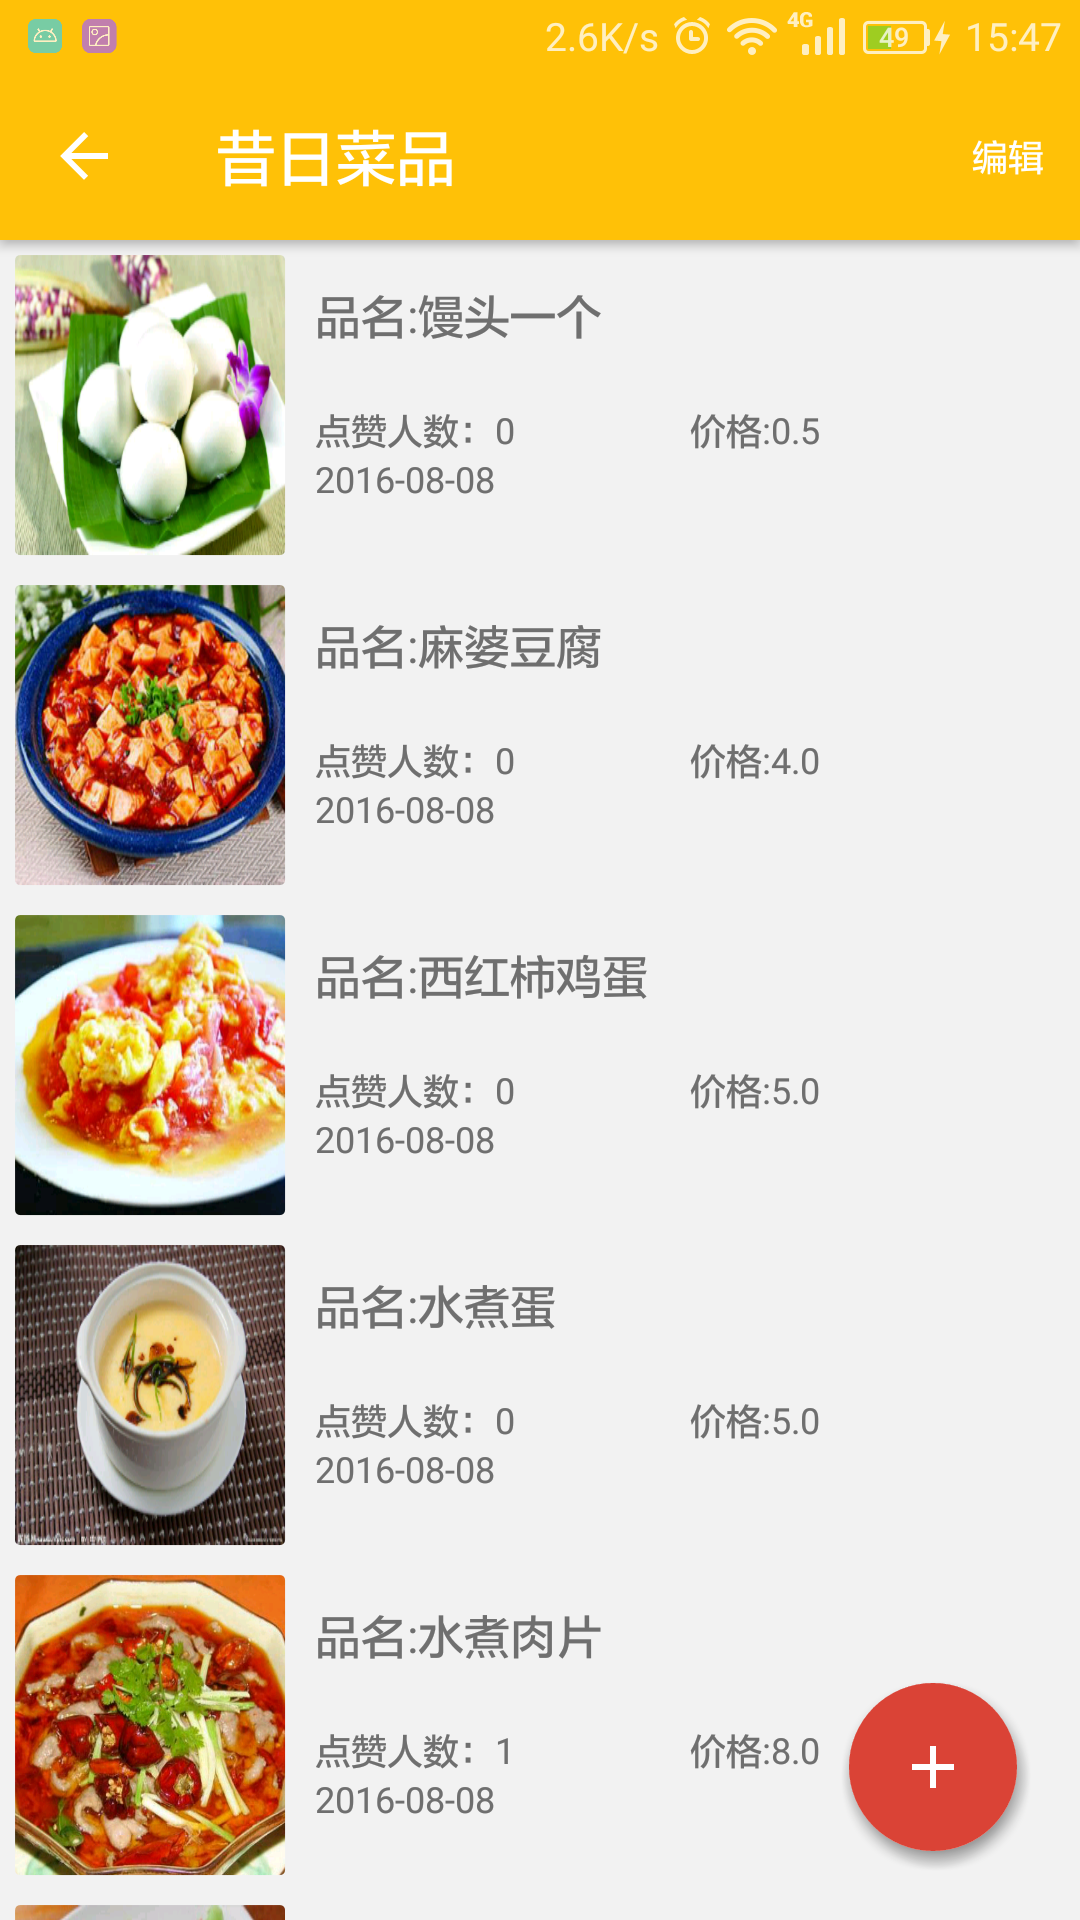 2.6K/s 4G 49 15:47
昔日菜品 编辑
品名:馒头一个
点赞人数：0 价格:0.5
2016-08-08
品名:麻婆豆腐
点赞人数：0 价格:4.0
2016-08-08
品名:西红柿鸡蛋
点赞人数：0 价格:5.0
2016-08-08
品名:水煮蛋
点赞人数：0 价格:5.0
2016-08-08
品名:水煮肉片
点赞人数：1 价格:8.0
2016-08-08